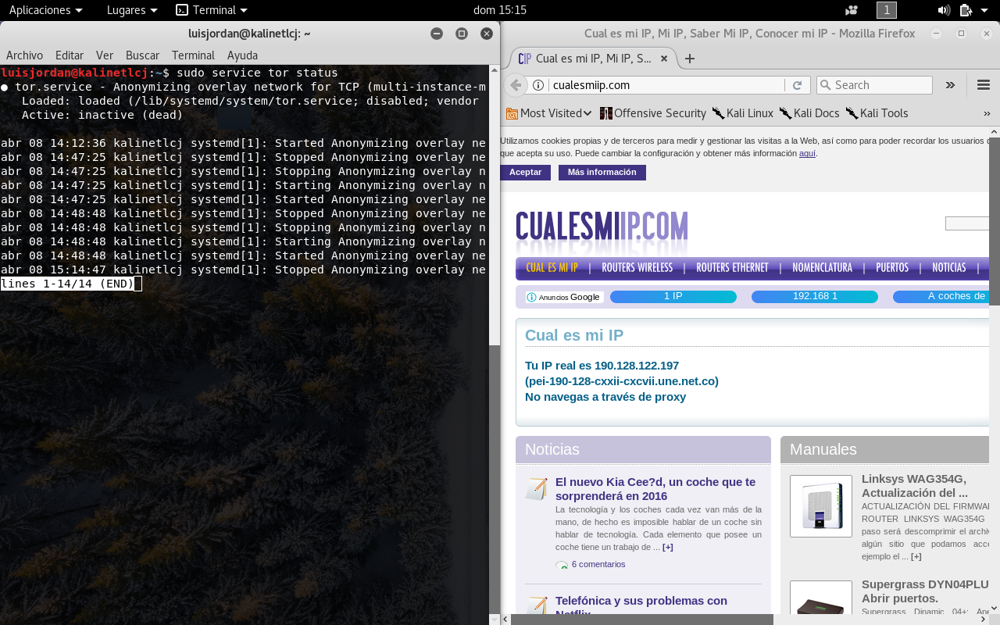 Aplicaciones Lugares Terminal dom 15:15 1
luisjordan@kalinetlcj: ~
Archivo Editar Ver Buscar Terminal Ayuda
luisjordan@kalinetlcj:~$ sudo service tor status
● tor.service - Anonymizing overlay network for TCP (multi-instance-m
Loaded: loaded (/lib/systemd/system/tor.service; disabled; vendor
Active: inactive (dead)
abr 08 14:12:36 kalinetlcj systemd[1]: Started Anonymizing overlay ne
abr 08 14:47:25 kalinetlcj systemd[1]: Stopped Anonymizing overlay ne
abr 08 14:47:25 kalinetlcj systemd[1]: Stopping Anonymizing overlay n
abr 08 14:47:25 kalinetlcj systemd[1]: Starting Anonymizing overlay n
abr 08 14:47:25 kalinetlcj systemd[1]: Started Anonymizing overlay ne
abr 08 14:48:48 kalinetlcj systemd[1]: Stopped Anonymizing overlay ne
abr 08 14:48:48 kalinetlcj systemd[1]: Stopping Anonymizing overlay n
abr 08 14:48:48 kalinetlcj systemd[1]: Starting Anonymizing overlay n
abr 08 14:48:48 kalinetlcj systemd[1]: Started Anonymizing overlay ne
abr 08 15:14:47 kalinetlcj systemd[1]: Stopped Anonymizing overlay ne
lines 1-14/14 (END)
Cual es mi IP, Mi IP, Saber Mi IP, Conocer mi IP - Mozilla Firefox
CIP Cual es mi IP, Mi IP, S...
cualesmiip.com Search
Most Visited Offensive Security Kali Linux Kali Docs Kali Tools
Utilizamos cookies propias y de terceros para medir y gestionar las visitas a la Web, así como para poder recordar los usuarios
que acepta su uso. Puede cambiar la configuración y obtener más información aquí.
Aceptar Más información
CUALESMIIP.COM
CUAL ES MI IP | ROUTERS WIRELESS | ROUTERS ETHERNET | NOMENCLATURA | PUERTOS | NOTICIAS |
Anuncios Google 1 IP 192.168 1 A coches de
Cual es mi IP
Tu IP real es 190.128.122.197
(pei-190-128-cxxii-cxcvii.une.net.co)
No navegas a través de proxy
Noticias
El nuevo Kia Cee?d, un coche que te
sorprenderá en 2016
La tecnología y los coches cada vez van más de la
mano, de hecho es imposible hablar de un coche sin
hablar de tecnología. Cada elemento que posee un
coche tiene un trabajo de ... [+]
6 comentarios
Telefónica y sus problemas con
Netflix
Manuales
Linksys WAG354G,
Actualización del ...
ACTUALIZACIÓN DEL FIRMWA
ROUTER LINKSYS WAG354G
paso será descomprimir el archi
algún sitio que podamos acce
ejemplo el ... [+]
Supergrass DYN04PLU
Abrir puertos.
Supergrass Dinamic 04+: Ape